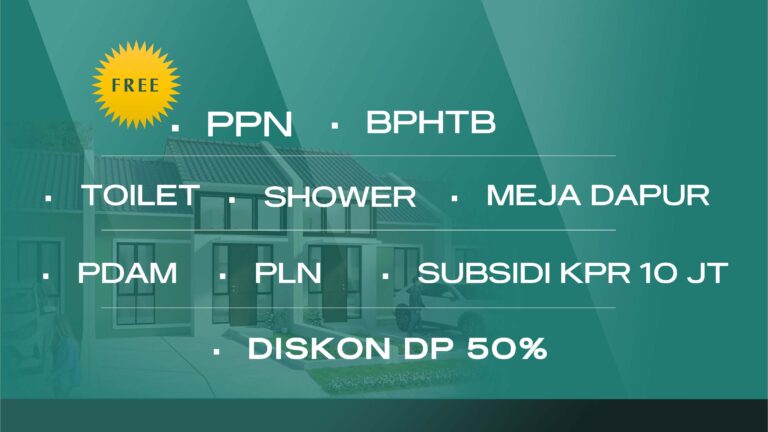 FREE
· PPN · BPHTB
· TOILET · SHOWER · MEJA DAPUR
· PDAM · PLN · SUBSIDI KPR 10 JT
· DISKON DP 50%